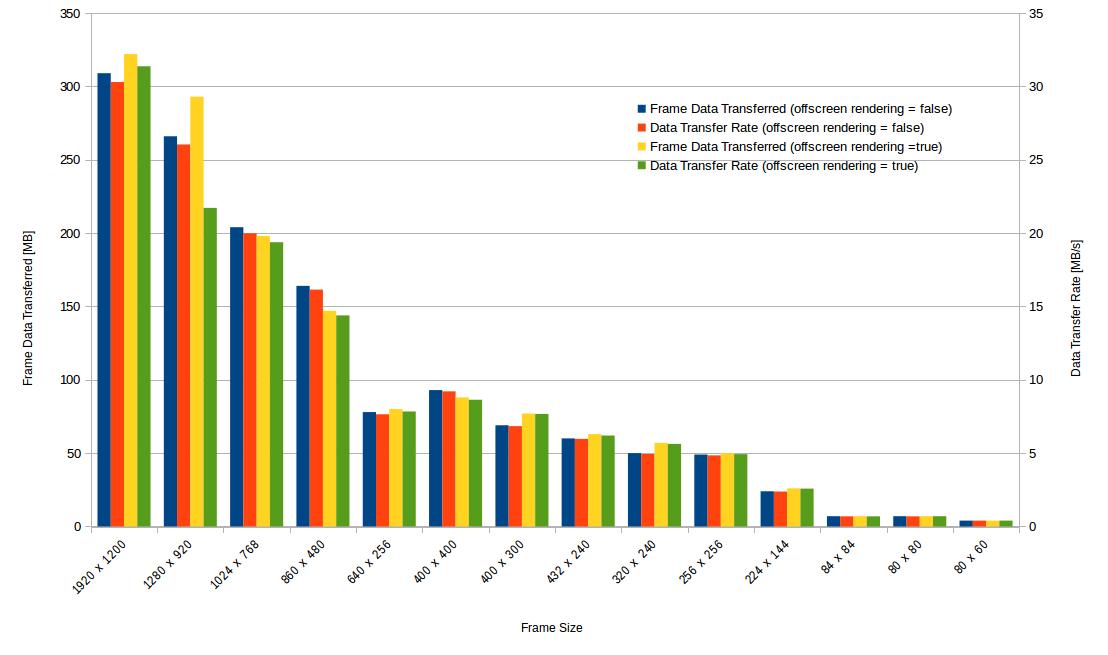 350
300
250
200
150
100
50
0
35
30
25
20
15
10
5
0
Frame Data Transferred [MB]
Data Transfer Rate [MB/s]
Frame Data Transferred (offscreen rendering = false)
Data Transfer Rate (offscreen rendering = false)
Frame Data Transferred (offscreen rendering =true)
Data Transfer Rate (offscreen rendering = true)
1920 x 1200
1280 x 920
1024 x 768
860 x 480
640 x 256
400 x 400
400 x 300
432 x 240
320 x 240
256 x 256
224 x 144
84 x 84
80 x 80
80 x 60
Frame Size